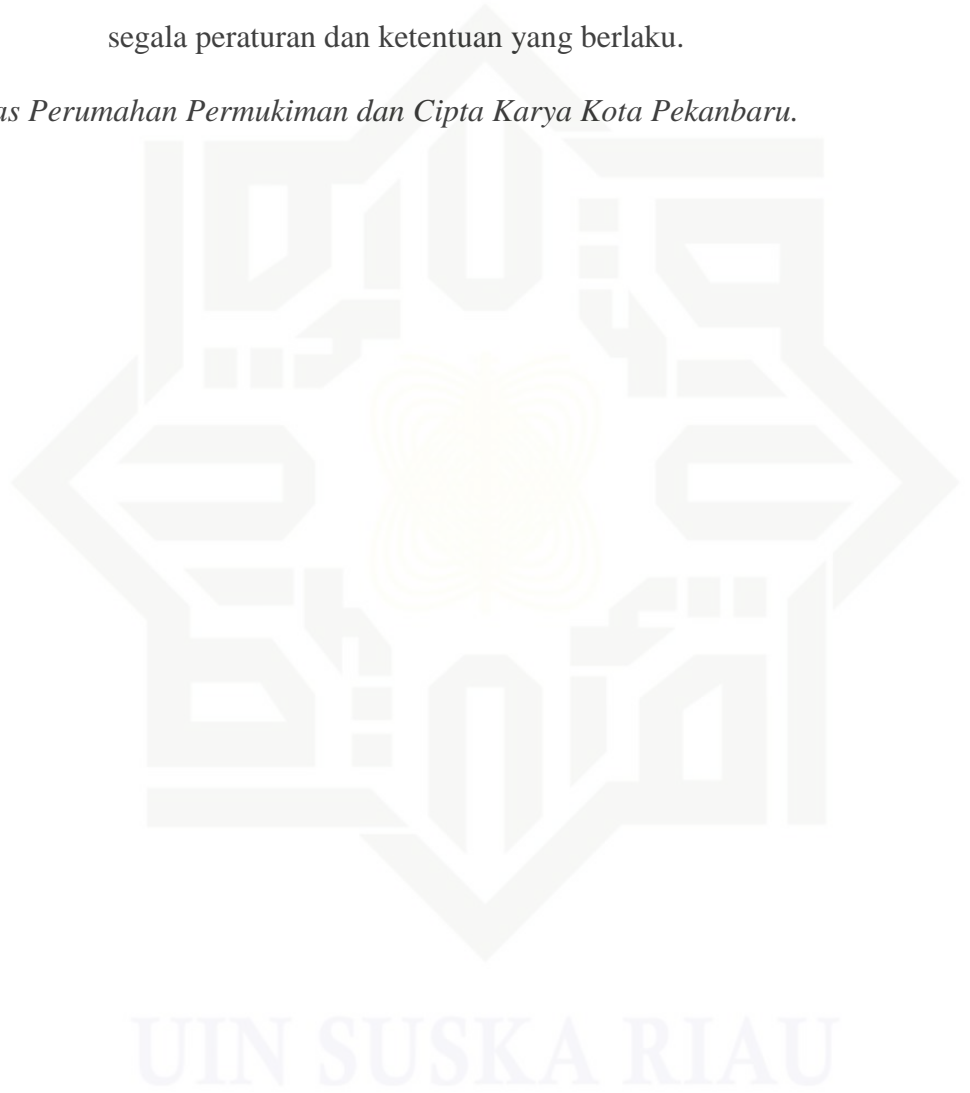 segala peraturan dan ketentuan yang berlaku.
as Perumahan Permukiman dan Cipta Karya Kota Pekanbaru.
UIN SUSKA RIAU